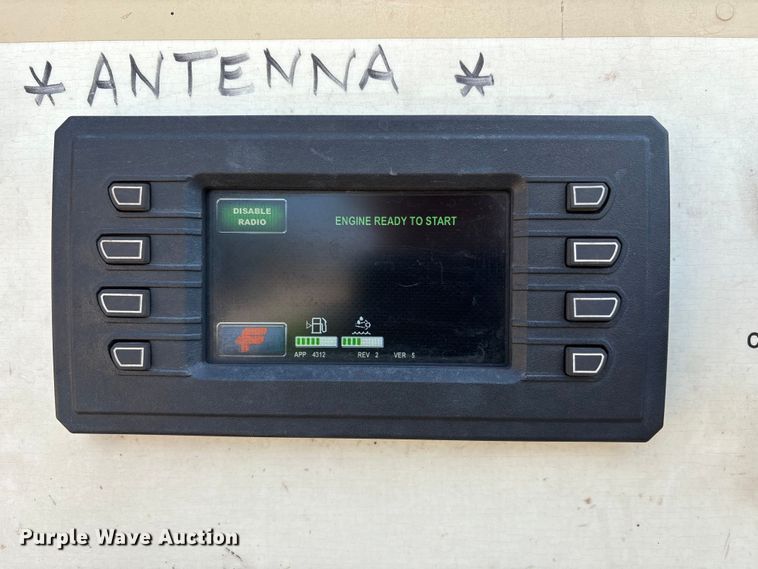 * ANTENNA *
DISABLE
RADIO
ENGINE READY TO START
APP 4312 REV 2 VER 5
C
Purple Wave Auction